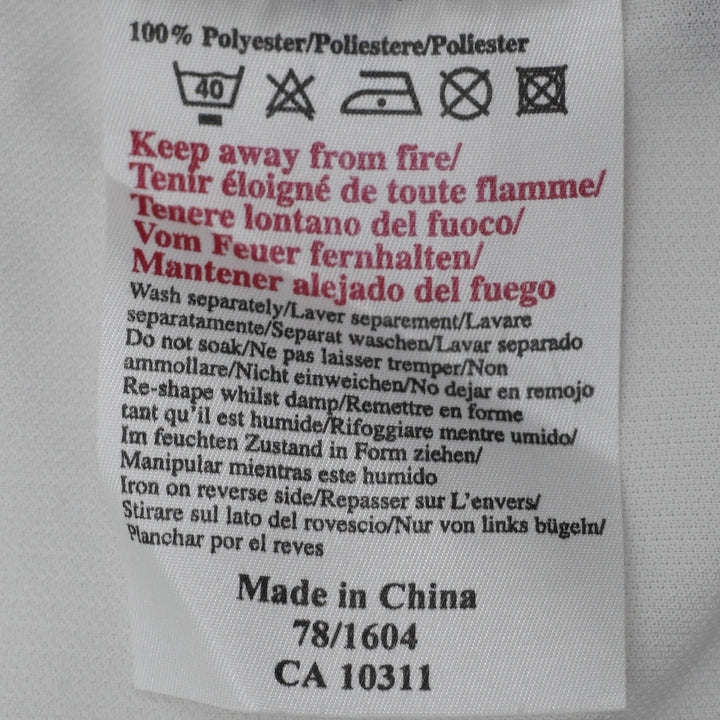 100% Polyester/Poliestere/Poliester
40
Keep away from fire/
Tenir éloigné de toute flamme/
Tenere lontano del fuoco/
Vom Feuer fernhalten/
Mantener alejado del fuego
Wash separately/Laver separement/Lavare
separatamente/Separat waschen/Lavar separado
Do not soak/Ne pas laisser tremper/Non
ammollare/Nicht einweichen/No dejar en remojo
Re-shape whilst damp/Remettre en forme
tant qu'il est humide/Rifoggiare mentre umido/
Im feuchten Zustand in Form ziehen/
Manipular mientras este humido
Iron on reverse side/Repasser sur L'envers/
Stirare sul lato del rovescio/Nur von links bügeln/
Planchar por el reves
Made in China
78/1604
CA 10311